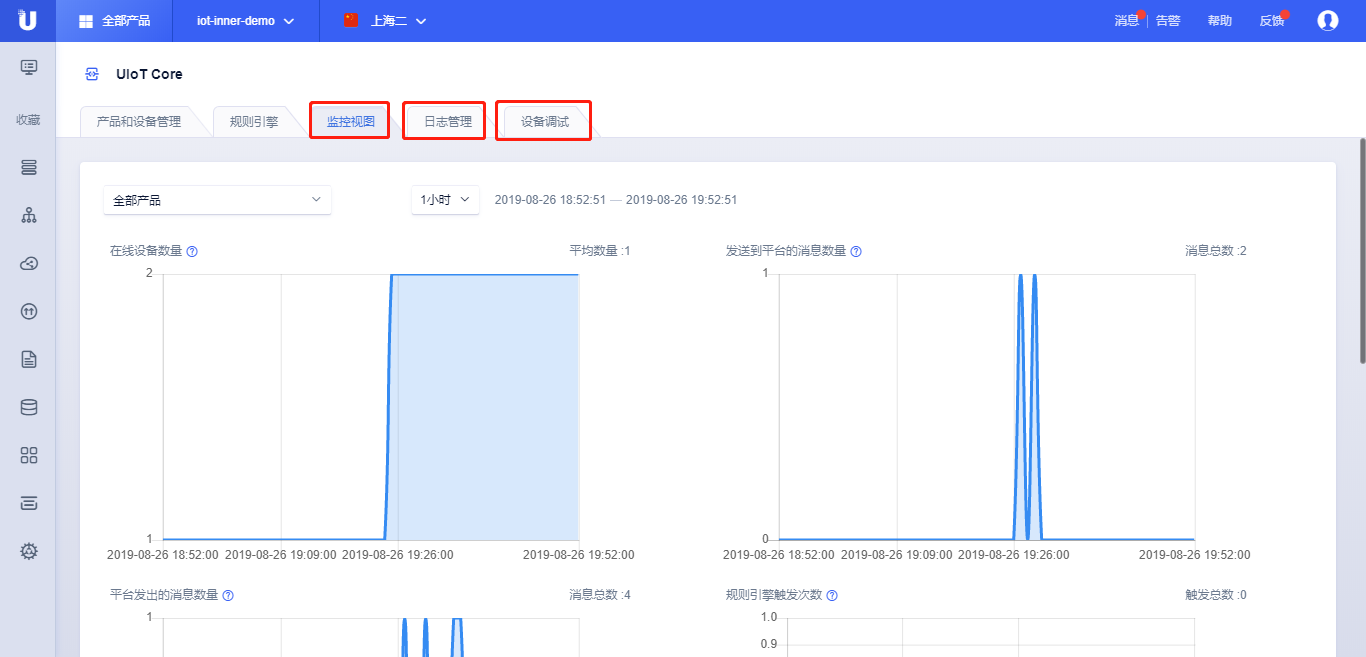 全部产品 iot-inner-demo 上海二 消息 告警 帮助 反馈
UIoT Core
收藏
产品和设备管理 规则引擎 监控视图 日志管理 设备调试
全部产品 1小时 2019-08-26 18:52:51 — 2019-08-26 19:52:51
在线设备数量 平均数量 :1
2
1
2019-08-26 18:52:00 2019-08-26 19:09:00 2019-08-26 19:26:00 2019-08-26 19:52:00
发送到平台的消息数量 消息总数 :2
1
0
2019-08-26 18:52:00 2019-08-26 19:09:00 2019-08-26 19:26:00 2019-08-26 19:52:00
平台发出的消息数量 消息总数 :4
1
规则引擎触发次数 触发总数 :0
1.0
0.9